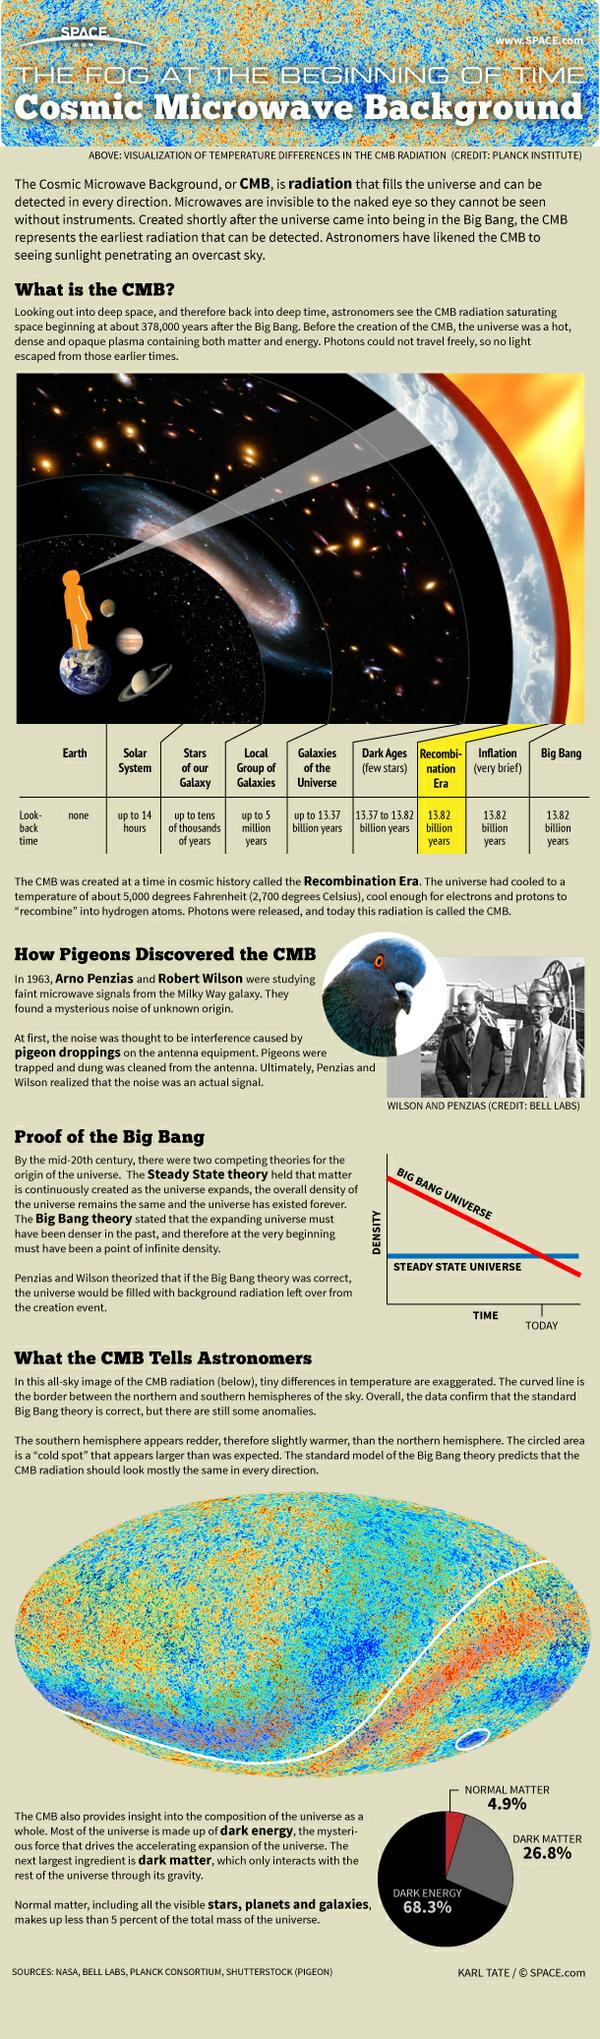 SPACE
.COM
www.SPACE.com
THE FOG AT THE BEGINNING OF TIME
Cosmic Microwave Background
ABOVE: VISUALIZATION OF TEMPERATURE DIFFERENCES IN THE CMB RADIATION (CREDIT: PLANCK INSTITUTE)
The Cosmic Microwave Background, or CMB, is radiation that fills the universe and can be
detected in every direction. Microwaves are invisible to the naked eye so they cannot be seen
without instruments. Created shortly after the universe came into being in the Big Bang, the CMB
represents the earliest radiation that can be detected. Astronomers have likened the CMB to
seeing sunlight penetrating an overcast sky.
What is the CMB?
Looking out into deep space, and therefore back into deep time, astronomers see the CMB radiation saturating
space beginning at about 378,000 years after the Big Bang. Before the creation of the CMB, the universe was a hot,
dense and opaque plasma containing both matter and energy. Photons could not travel freely, so no light
escaped from those earlier times.
Earth
Solar
System
Stars
of our
Galaxy
Local
Group of
Galaxies
Galaxies
of the
Universe
Dark Ages
(few stars)
Recombi-
nation
Era
Inflation
(very brief)
Big Bang
Look-
back
time
none
up to 14
hours
up to tens
of thousands
of years
up to 5
million
years
up to 13.37
billion years
13.37 to 13.82
billion years
13.82
billion
years
13.82
billion
years
13.82
billion
years
The CMB was created at a time in cosmic history called the Recombination Era. The universe had cooled to a
temperature of about 5,000 degrees Fahrenheit (2,700 degrees Celsius), cool enough for electrons and protons to
“recombine” into hydrogen atoms. Photons were released, and today this radiation is called the CMB.
How Pigeons Discovered the CMB
In 1963, Arno Penzias and Robert Wilson were studying
faint microwave signals from the Milky Way galaxy. They
found a mysterious noise of unknown origin.
At first, the noise was thought to be interference caused by
pigeon droppings on the antenna equipment. Pigeons were
trapped and dung was cleaned from the antenna. Ultimately, Penzias and
Wilson realized that the noise was an actual signal.
WILSON AND PENZIAS (CREDIT: BELL LABS)
Proof of the Big Bang
By the mid-20th century, there were two competing theories for the
origin of the universe. The Steady State theory held that matter
is continuously created as the universe expands, the overall density of
the universe remains the same and the universe has existed forever.
The Big Bang theory stated that the expanding universe must
have been denser in the past, and therefore at the very beginning
must have been a point of infinite density.
Penzias and Wilson theorized that if the Big Bang theory was correct,
the universe would be filled with background radiation left over from
the creation event.
BIG BANG UNIVERSE
DENSITY
STEADY STATE UNIVERSE
TIME
TODAY
What the CMB Tells Astronomers
In this all-sky image of the CMB radiation (below), tiny differences in temperature are exaggerated. The curved line is
the border between the northern and southern hemispheres of the sky. Overall, the data confirm that the standard
Big Bang theory is correct, but there are still some anomalies.
The southern hemisphere appears redder, therefore slightly warmer, than the northern hemisphere. The circled area
is a “cold spot” that appears larger than was expected. The standard model of the Big Bang theory predicts that the
CMB radiation should look mostly the same in every direction.
The CMB also provides insight into the composition of the universe as a
whole. Most of the universe is made up of dark energy, the mysteri-
ous force that drives the accelerating expansion of the universe. The
next largest ingredient is dark matter, which only interacts with the
rest of the universe through its gravity.
Normal matter, including all the visible stars, planets and galaxies,
makes up less than 5 percent of the total mass of the universe.
NORMAL MATTER
4.9%
DARK MATTER
26.8%
DARK ENERGY
68.3%
SOURCES: NASA, BELL LABS, PLANCK CONSORTIUM, SHUTTERSTOCK (PIGEON)
KARL TATE / © SPACE.com